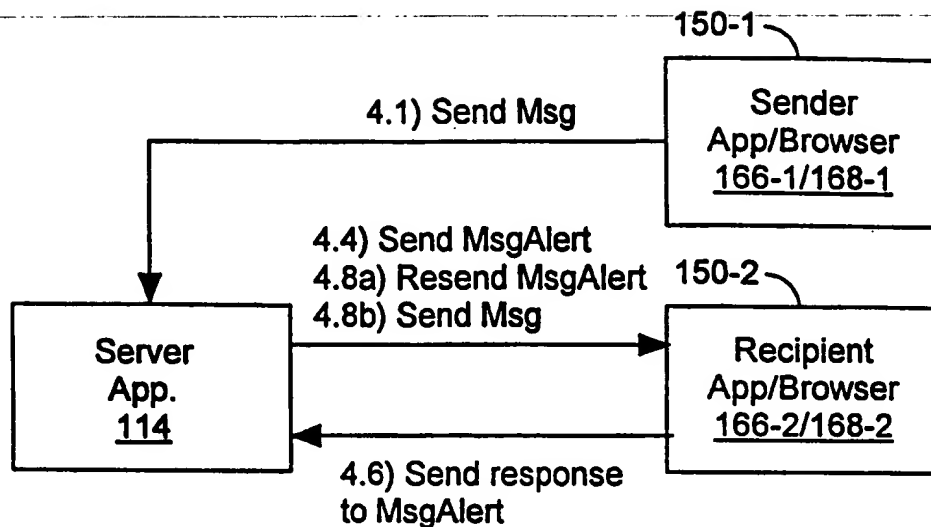 150-1
Sender
App/Browser
166-1/168-1
4.1) Send Msg
4.4) Send MsgAlert
4.8a) Resend MsgAlert
4.8b) Send Msg
150-2
Server
App.
114
Recipient
App/Browser
166-2/168-2
4.6) Send response
to MsgAlert